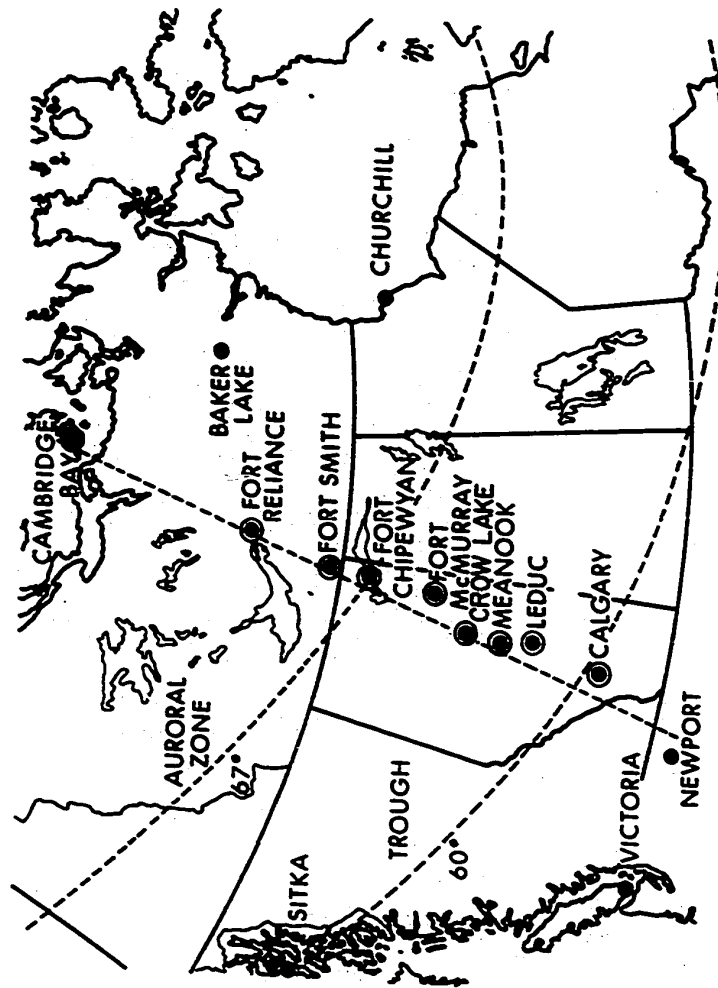 CAMBRIDGE
BAY
BAKER
LAKE
FORT
RELIANCE
AURORAL
ZONE
67°
FORT SMITH
CHURCHILL
FORT
CHIPEWYAN
FORT
McMURRAY
CROW LAKE
MEANOOK
LEDUC
CALGARY
SITKA
TROUGH
60°
VICTORIA
NEWPORT